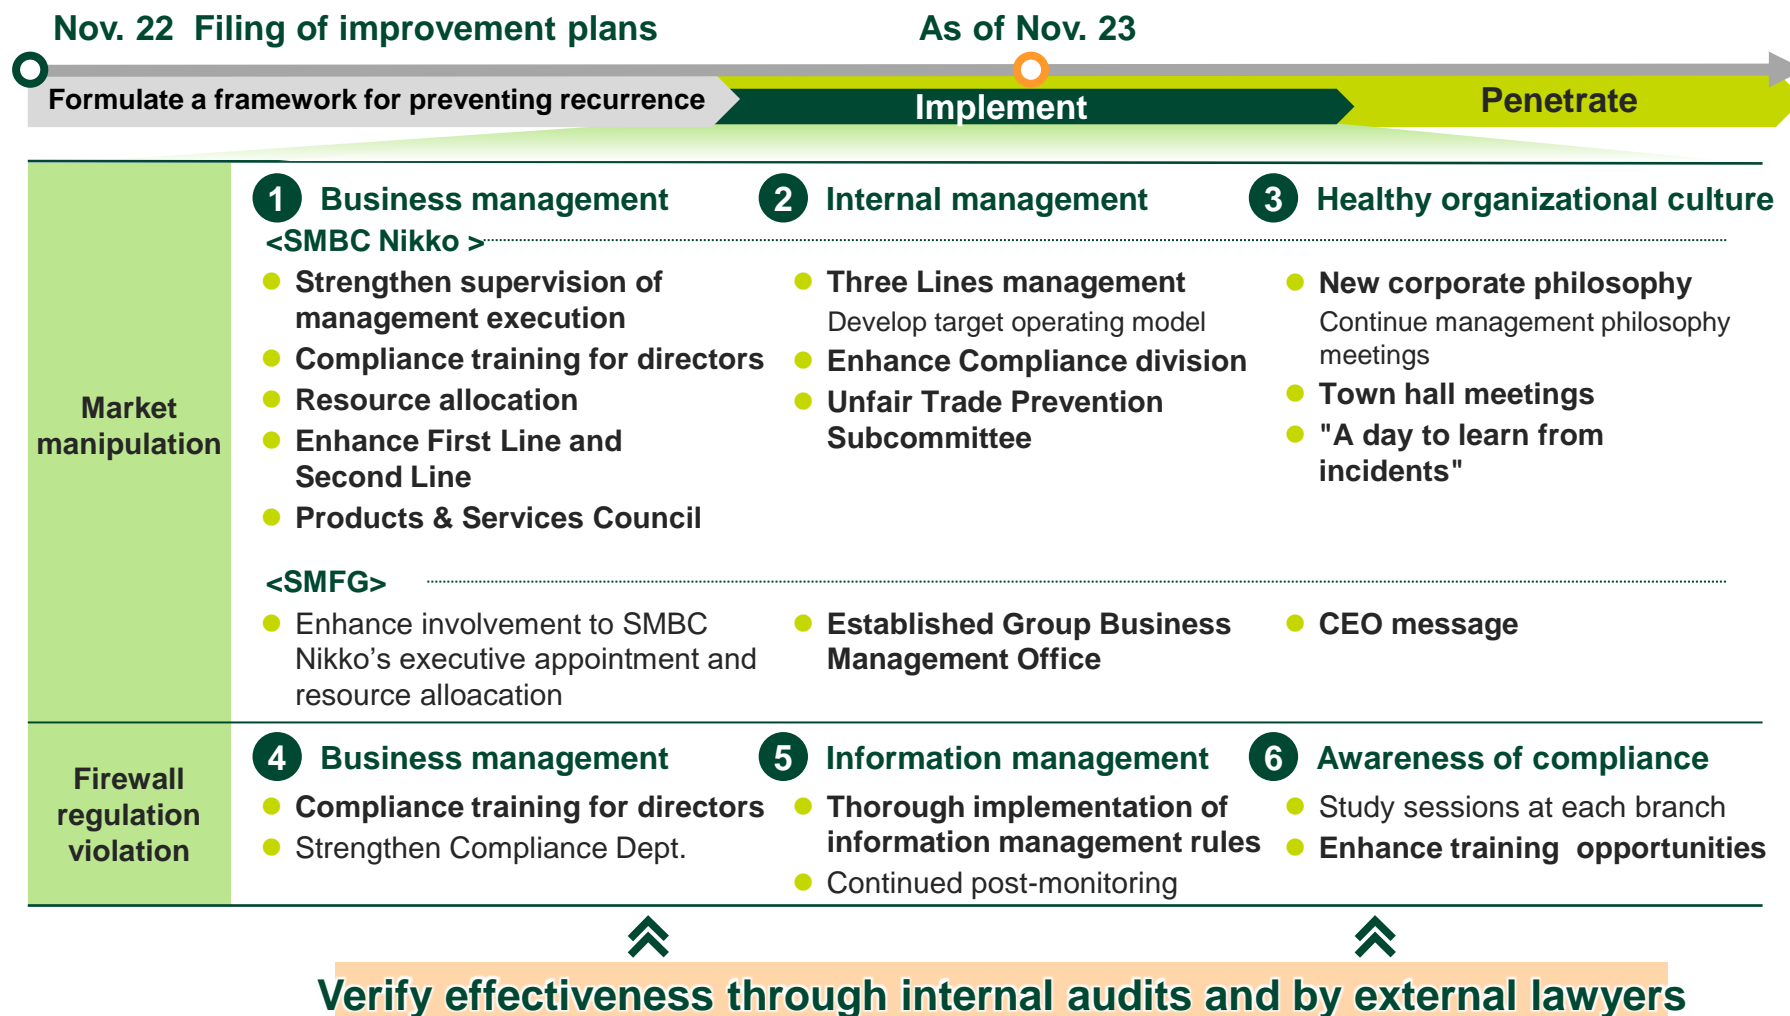 Nov. 22  Filing of improvement plans
As of Nov. 23
Formulate a framework for preventing recurrence
Implement
Penetrate
Market
manipulation
1 Business management
2 Internal management
3 Healthy organizational culture
<SMBC Nikko >
Strengthen supervision of
management execution
Compliance training for directors
Resource allocation
Enhance First Line and
Second Line
Products & Services Council
Three Lines management
Develop target operating model
Enhance Compliance division
Unfair Trade Prevention
Subcommittee
New corporate philosophy
Continue management philosophy
meetings
Town hall meetings
"A day to learn from
incidents"
<SMFG>
Enhance involvement to SMBC
Nikko’s executive appointment and
resource alloacation
Established Group Business
Management Office
CEO message
Firewall
regulation
violation
4 Business management
Compliance training for directors
Strengthen Compliance Dept.
5 Information management
Thorough implementation of
information management rules
Continued post-monitoring
6 Awareness of compliance
Study sessions at each branch
Enhance training  opportunities
Verify effectiveness through internal audits and by external lawyers